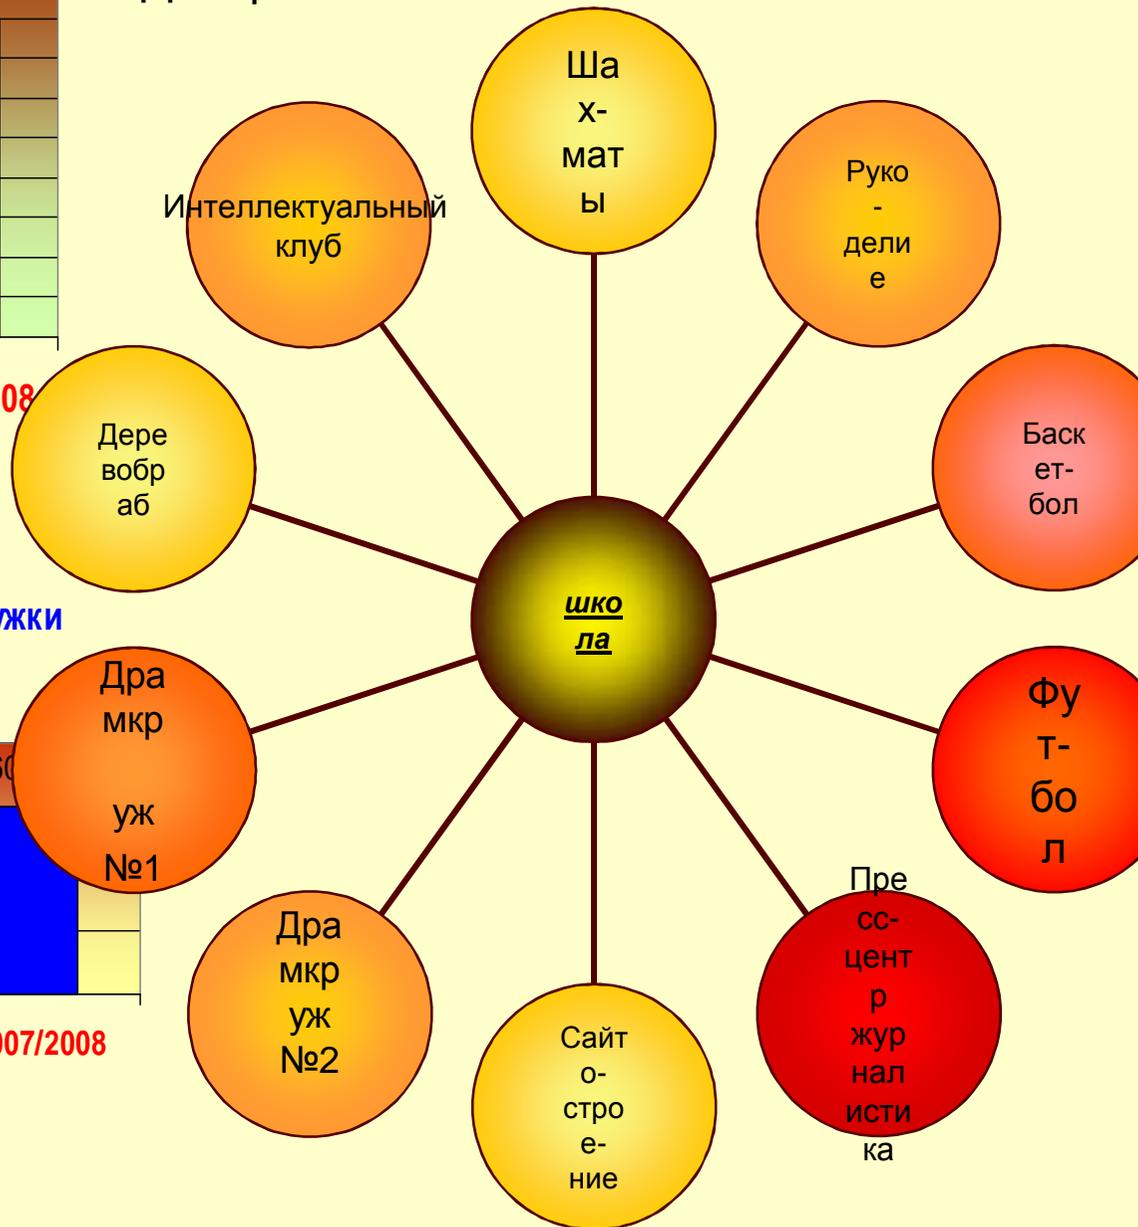 Ша
х-
мат
ы
Интеллектуальный
клуб
Руко
-
дели
е
Баск
ет-
бол
08
Дере
вобр
аб
шко
ла
ужки
Дра
мкр
уж
№1
Фу
т-
бо
л
Дра
мкр
уж
№2
Пре
сс-
цент
р
жур
нал
исти
ка
007/2008
Сайт
о-
стро
е-
ние